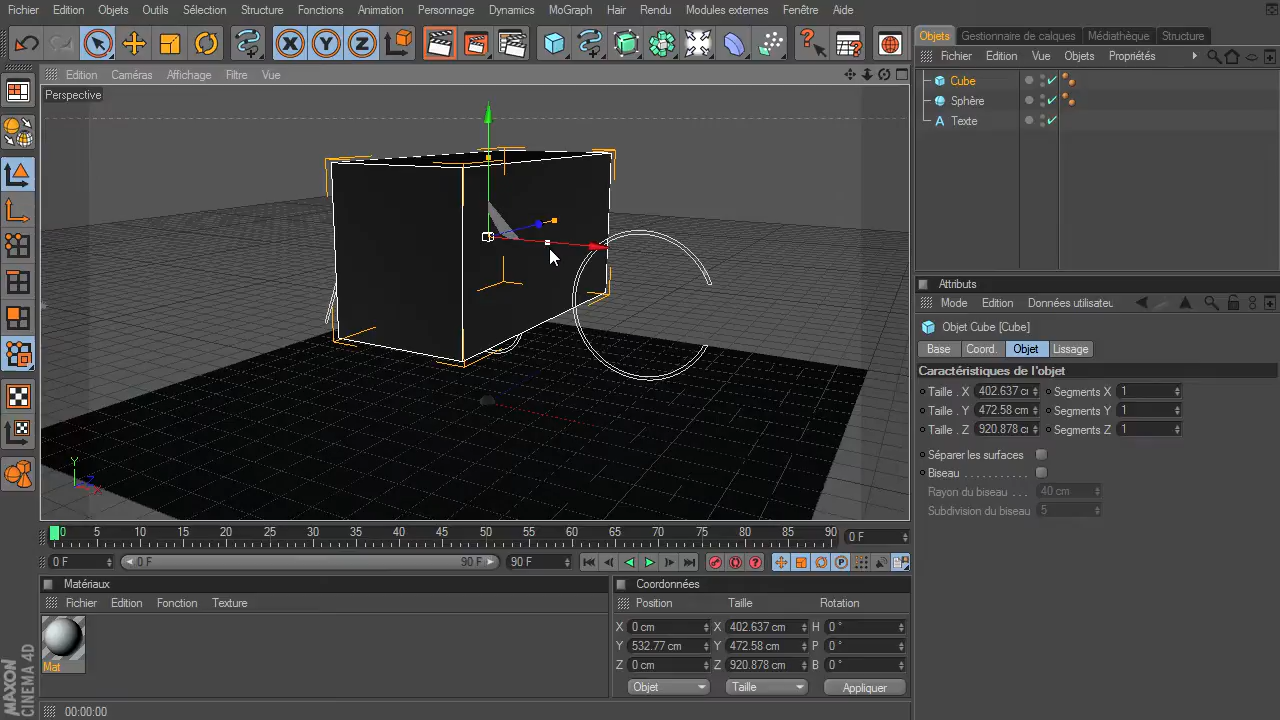 Fichier Edition Objets Outils Sélection Structure Fonctions Animation Personnage Dynamics MoGraph Hair Rendu Modules externes Fenêtre Aide
Objets Gestionnaire de calques Médiathèque Structure
Fichier Edition Vue Objets Propriétés
Edition Caméras Affichage Filtre Vue
Perspective
Cube
Sphère
Texte
Y
Z
X
Attributs
Mode Edition Données utilisateu
Objet Cube [Cube]
Base Coord. Objet Lissage
Caractéristiques de l'objet
Taille . X 402.637 c Segments X 1
Taille . Y 472.58 cm Segments Y 1
Taille . Z 920.878 c Segments Z 1
Séparer les surfaces
Biseau . . . . . . . . . . .
Rayon du biseau . . . 40 cm
Subdivision du biseau 5
0 5 10 15 20 25 30 35 40 45 50 55 60 65 70 75 80 85 90 0 F
0 F 0 F 90 F 90 F
Matériaux
Fichier Edition Fonction Texture
Mat
Coordonnées
Position Taille Rotation
X 0 cm X 402.637 cm H 0 °
Y 532.77 cm Y 472.58 cm P 0 °
Z 0 cm Z 920.878 cm B 0 °
Objet Taille Appliquer
MAXON
CINEMA 4D
00:00:00